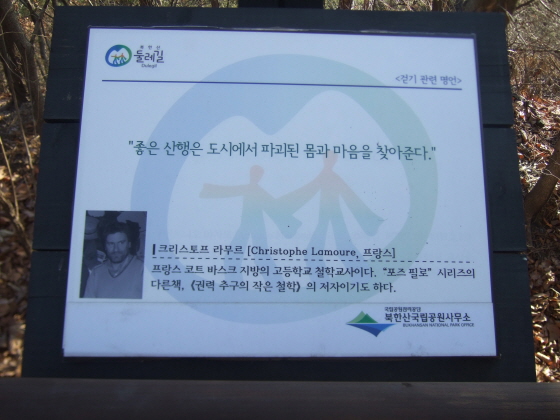 북한산
둘레길
Dulegil
<걷기 관련 명언>
"좋은 산행은 도시에서 파괴된 몸과 마음을 찾아준다."
크리스토프 라무르 [Christophe Lamoure, 프랑스]
프랑스 코트 바스크 지방의 고등학교 철학교사이다. "포즈 필로" 시리즈의
다른책, 《권력 추구의 작은 철학》의 저자이기도 하다.
국립공원관리공단
북한산국립공원사무소
BUKHANSAN NATIONAL PARK OFFICE